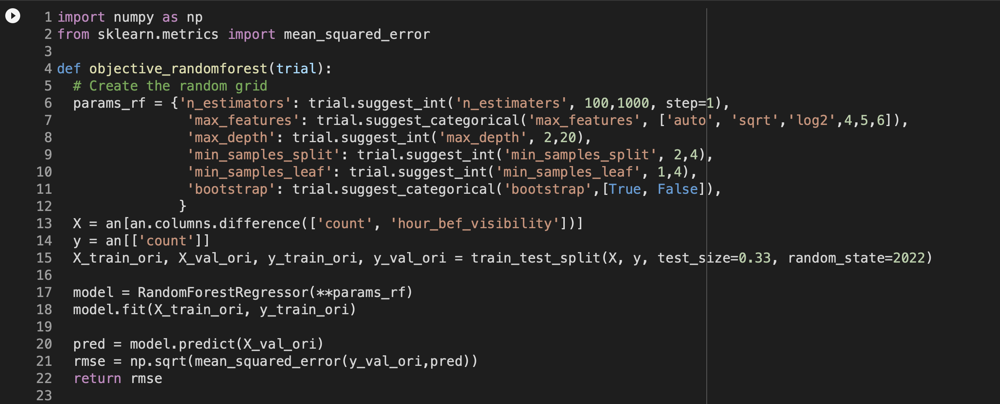 1 import numpy as np
2 from sklearn.metrics import mean_squared_error
3
4 def objective_randomforest(trial):
5   # Create the random grid
6   params_rf = {'n_estimators': trial.suggest_int('n_estimaters', 100,1000, step=1),
7                 'max_features': trial.suggest_categorical('max_features', ['auto', 'sqrt','log2',4,5,6]),
8                 'max_depth': trial.suggest_int('max_depth', 2,20),
9                 'min_samples_split': trial.suggest_int('min_samples_split', 2,4),
10                 'min_samples_leaf': trial.suggest_int('min_samples_leaf', 1,4),
11                 'bootstrap': trial.suggest_categorical('bootstrap',[True, False]),
12                }
13   X = an[an.columns.difference(['count', 'hour_bef_visibility'])]
14   y = an[['count']]
15   X_train_ori, X_val_ori, y_train_ori, y_val_ori = train_test_split(X, y, test_size=0.33, random_state=2022)
16
17   model = RandomForestRegressor(**params_rf)
18   model.fit(X_train_ori, y_train_ori)
19
20   pred = model.predict(X_val_ori)
21   rmse = np.sqrt(mean_squared_error(y_val_ori,pred))
22   return rmse
23